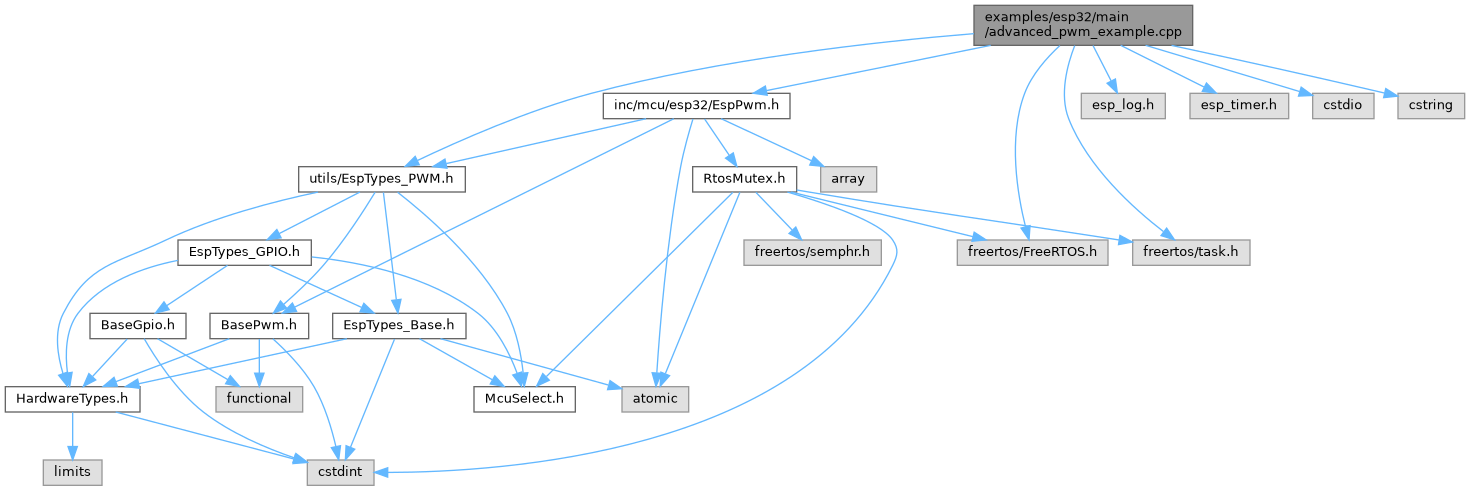 examples/esp32/main
/advanced_pwm_example.cpp
inc/mcu/esp32/EspPwm.h
esp_log.h
esp_timer.h
cstdio
cstring
utils/EspTypes_PWM.h
RtosMutex.h
array
EspTypes_GPIO.h
freertos/semphr.h
freertos/FreeRTOS.h
freertos/task.h
BaseGpio.h
BasePwm.h
EspTypes_Base.h
HardwareTypes.h
functional
McuSelect.h
atomic
limits
cstdint